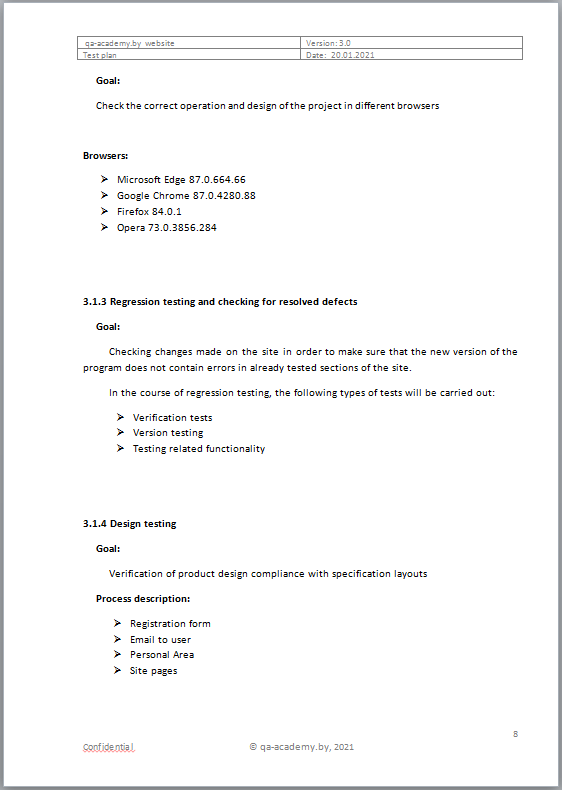 qa-academy.by website Version: 3.0
Test plan Date: 20.01.2021
Goal:
Check the correct operation and design of the project in different browsers
Browsers:
➢ Microsoft Edge 87.0.664.66
➢ Google Chrome 87.0.4280.88
➢ Firefox 84.0.1
➢ Opera 73.0.3856.284
3.1.3 Regression testing and checking for resolved defects
Goal:
Checking changes made on the site in order to make sure that the new version of the
program does not contain errors in already tested sections of the site.
In the course of regression testing, the following types of tests will be carried out:
➢ Verification tests
➢ Version testing
➢ Testing related functionality
3.1.4 Design testing
Goal:
Verification of product design compliance with specification layouts
Process description:
➢ Registration form
➢ Email to user
➢ Personal Area
➢ Site pages
8
Confidential © qa-academy.by, 2021